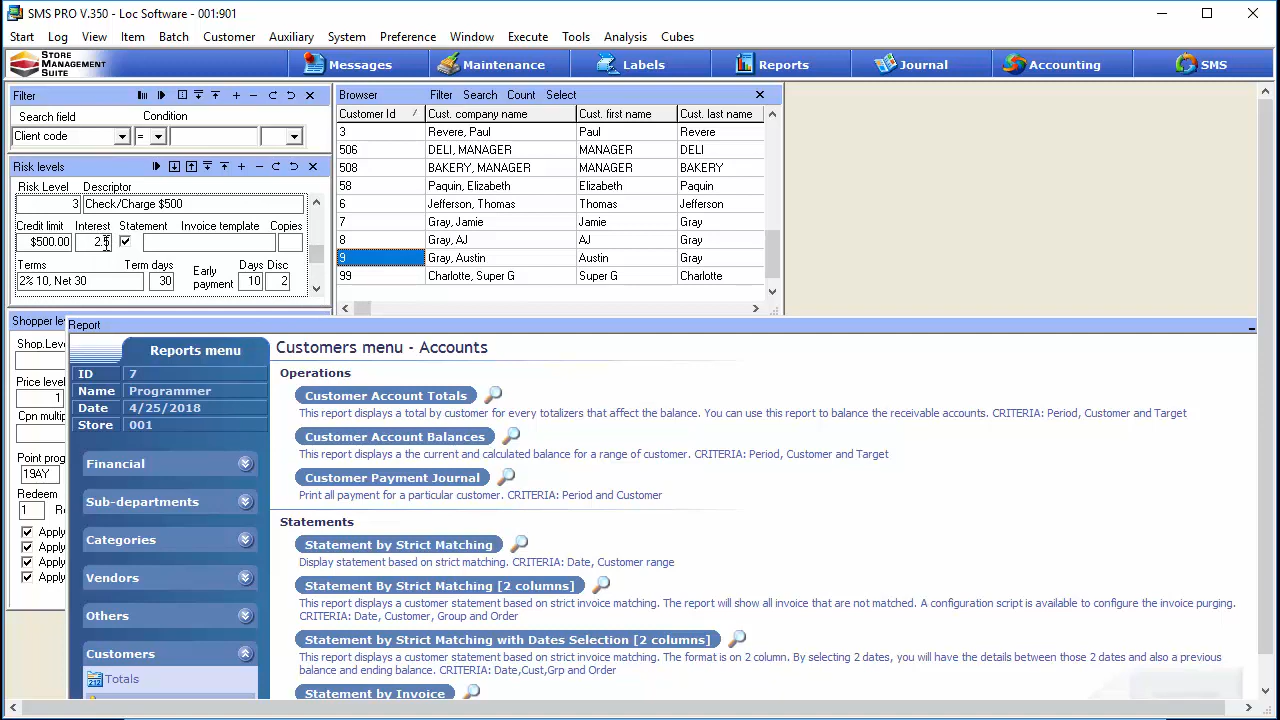 SMS PRO V.350 - Loc Software - 001:901
Start Log View Item Batch Customer Auxiliary System Preference Window Execute Tools Analysis Cubes
STORE MANAGEMENT SUITE
Messages Maintenance Labels Reports Journal Accounting SMS
Filter
Search field Condition
Client code =
Risk levels
Risk Level Descriptor
3 Check/Charge $500
Credit limit Interest Statement Invoice template Copies
$500.00 2.5
Terms Term days Early payment Days Disc
2% 10, Net 30 30 10 2
Browser Filter Search Count Select
Customer Id Cust. company name Cust. first name Cust. last name
3 Revere, Paul Paul Revere
506 DELI, MANAGER MANAGER DELI
508 BAKERY, MANAGER MANAGER BAKERY
58 Paquin, Elizabeth Elizabeth Paquin
6 Jefferson, Thomas Thomas Jefferson
7 Gray, Jamie Jamie Gray
8 Gray, AJ AJ Gray
9 Gray, Austin Austin Gray
99 Charlotte, Super G Super G Charlotte
Shopper le
Shop.Leve
Price level
1
Cpn multip
Point progr
19AY
Redeem
1 R
Apply
Apply
Apply
Apply
Report
Reports menu
ID 7
Name Programmer
Date 4/25/2018
Store 001
Financial
Sub-departments
Categories
Vendors
Others
Customers
Totals
Customers menu - Accounts
Operations
Customer Account Totals
This report displays a total by customer for every totalizers that affect the balance. You can use this report to balance the receivable accounts. CRITERIA: Period, Customer and Target
Customer Account Balances
This report displays a the current and calculated balance for a range of customer. CRITERIA: Period, Customer and Target
Customer Payment Journal
Print all payment for a particular customer. CRITERIA: Period and Customer
Statements
Statement by Strict Matching
Display statement based on strict matching. CRITERIA: Date, Customer range
Statement By Strict Matching [2 columns]
This report displays a customer statement based on strict invoice matching. The report will show all invoice that are not matched. A configuration script is available to configure the invoice purging.
CRITERIA: Date, Customer, Group and Order
Statement by Strict Matching with Dates Selection [2 columns]
This report displays a customer statement based on strict invoice matching. The format is on 2 column. By selecting 2 dates, you will have the details between those 2 dates and also a previous
balance and ending balance. CRITERIA: Date,Cust,Grp and Order
Statement by Invoice